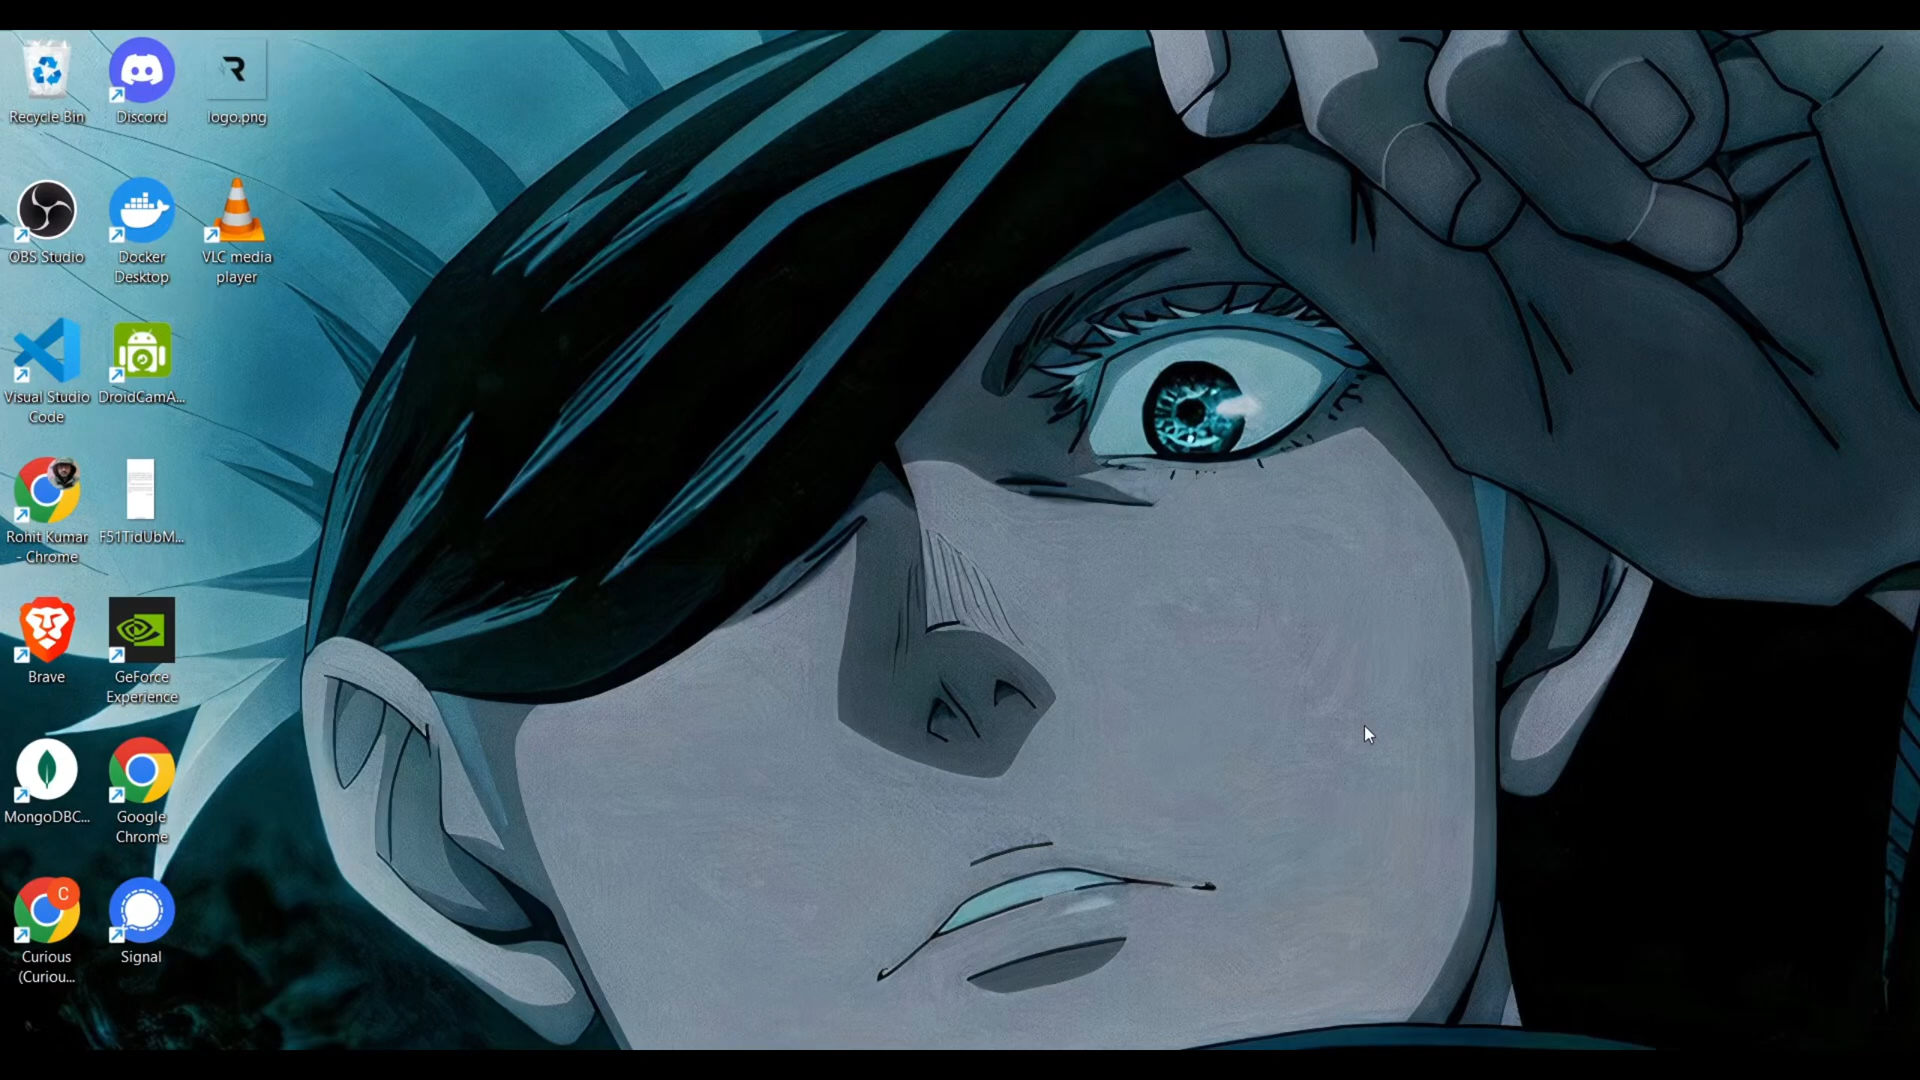 Recycle Bin
Discord
logo.png
OBS Studio
Docker
Desktop
VLC media
player
Visual Studio
Code
DroidCamA...
Rohit Kumar
- Chrome
F51TidUbM...
Brave
GeForce
Experience
MongoDBC...
Google
Chrome
C
Curious
(Curiou...
Signal